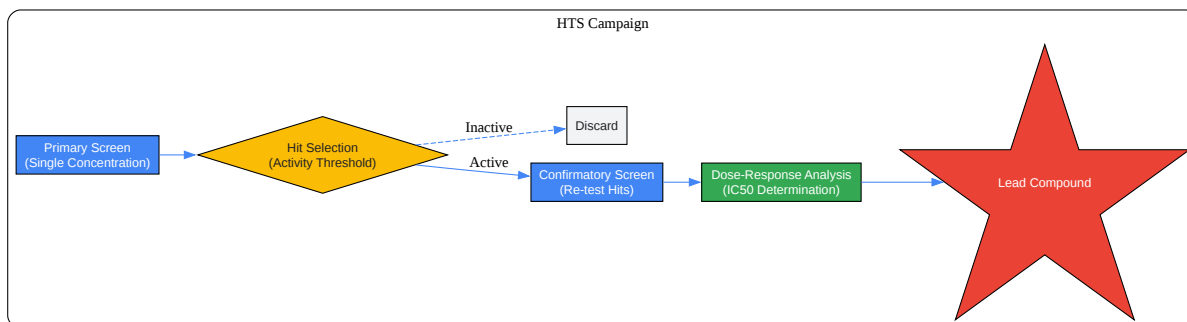 HTS Campaign
Primary Screen
(Single Concentration)
Hit Selection
(Activity Threshold)
Inactive
Discard
Active
Confirmatory Screen
(Re-test Hits)
Dose-Response Analysis
(IC50 Determination)
Lead Compound